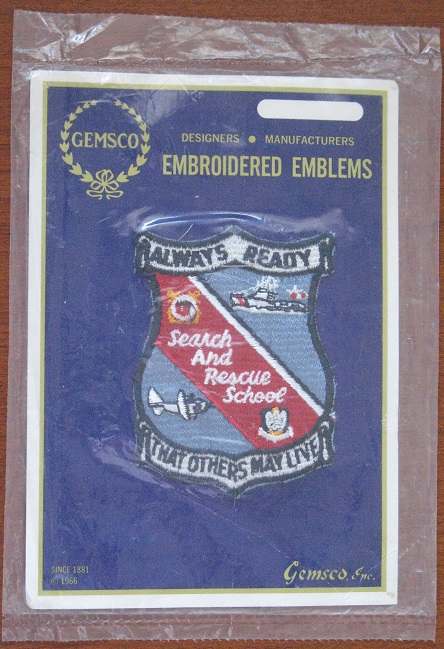 GEMSCO
DESIGNERS • MANUFACTURERS
EMBROIDERED EMBLEMS
ALWAYS READY
Search
And
Rescue
School
THAT OTHERS MAY LIVE
SINCE 1881
© 1966
Gemsco, Inc.